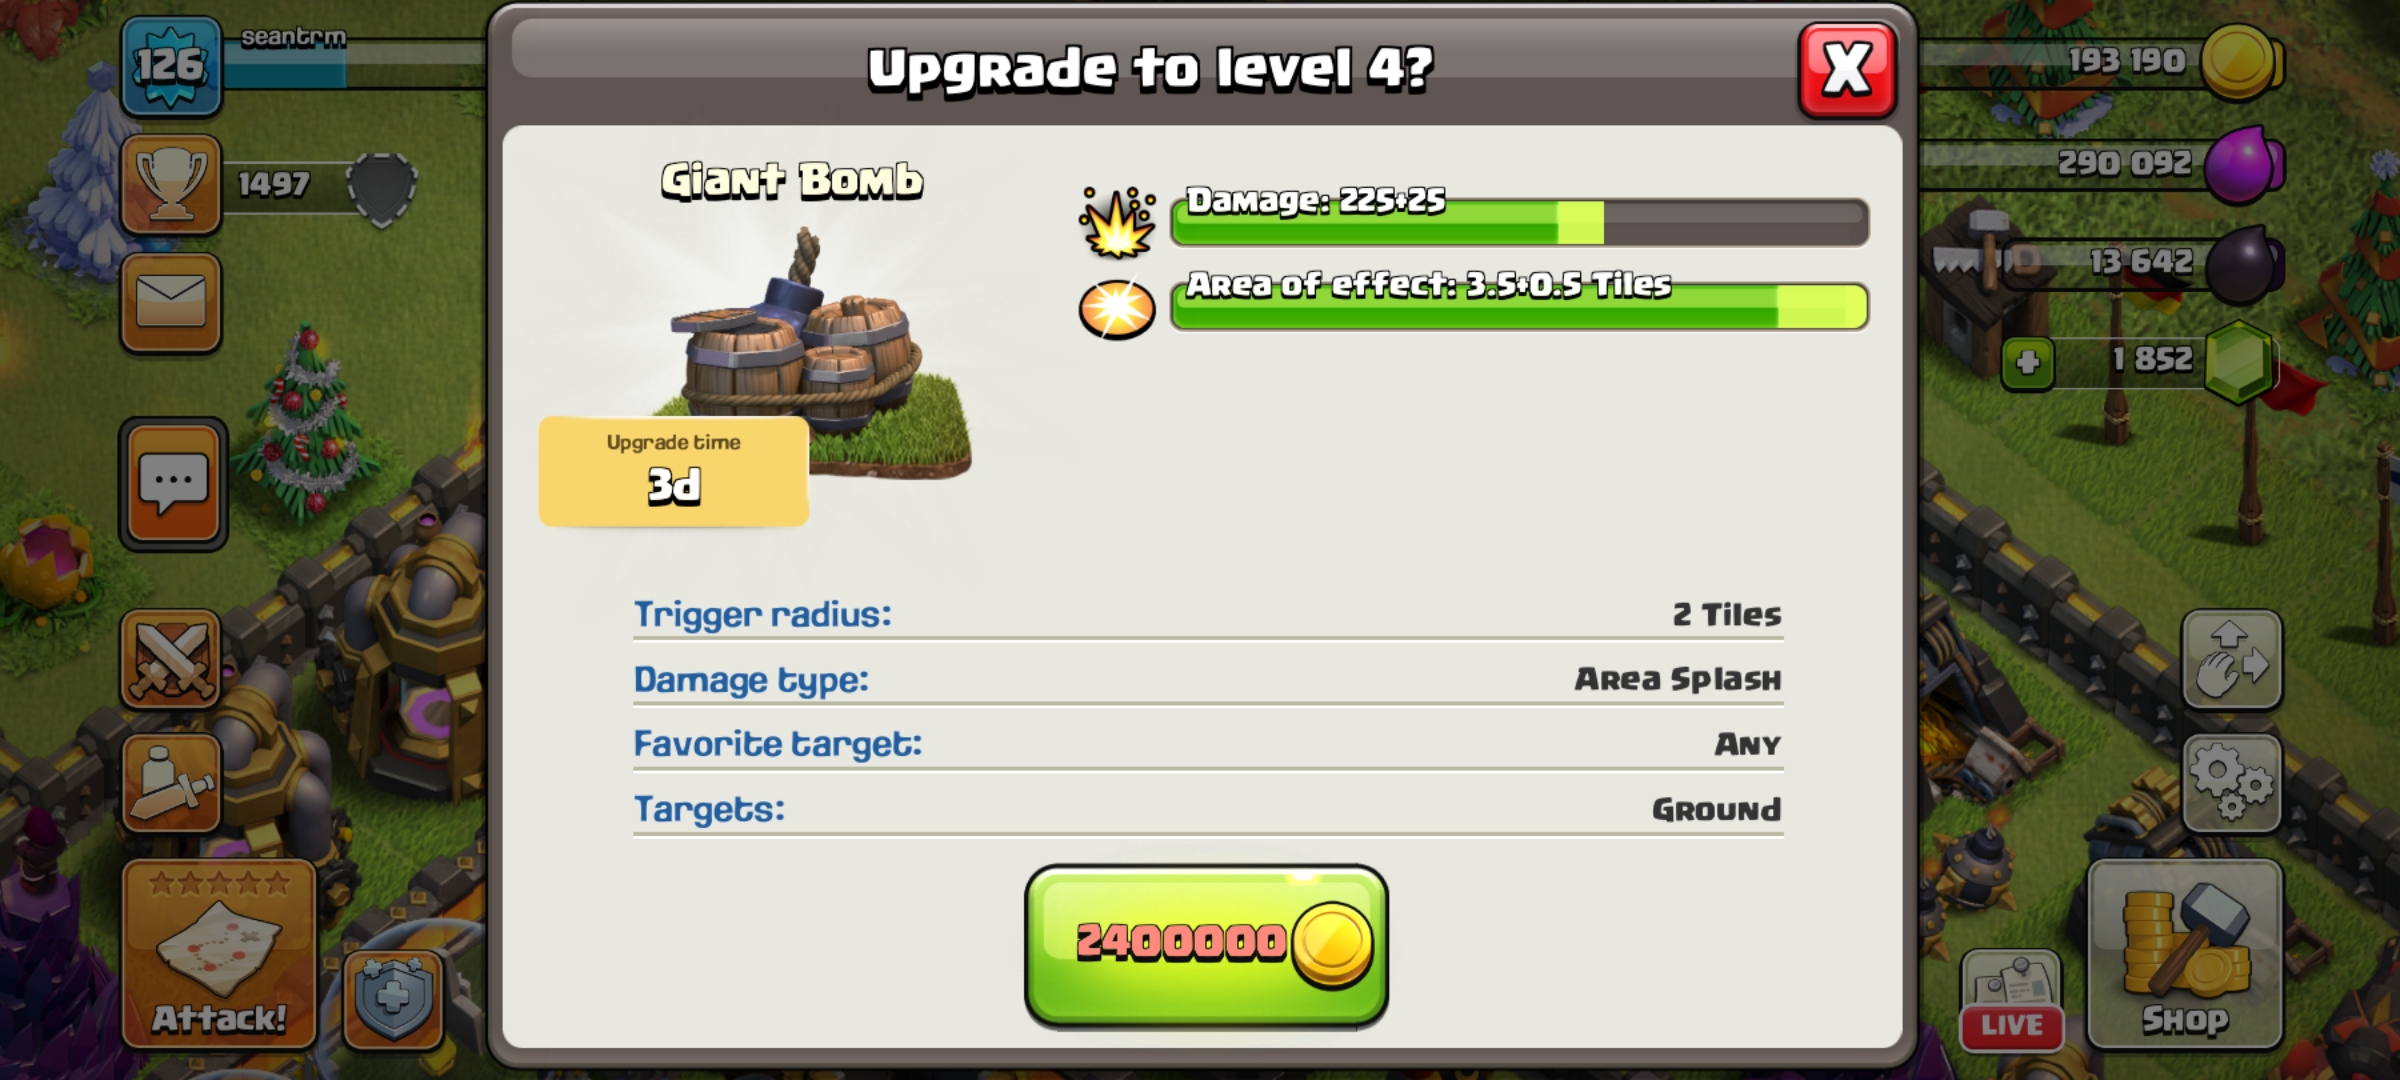 126
seantrm
Upgrade to level 4?
X
193 190
1497
Giant Bomb
Damage: 225+25
290 092
Area of effect: 3.5+0.5 Tiles
13 642
1 852
Upgrade time
3d
Trigger radius: 2 Tiles
Damage type: Area Splash
Favorite target: Any
Targets: Ground
2400000
Attack!
LIVE
Shop